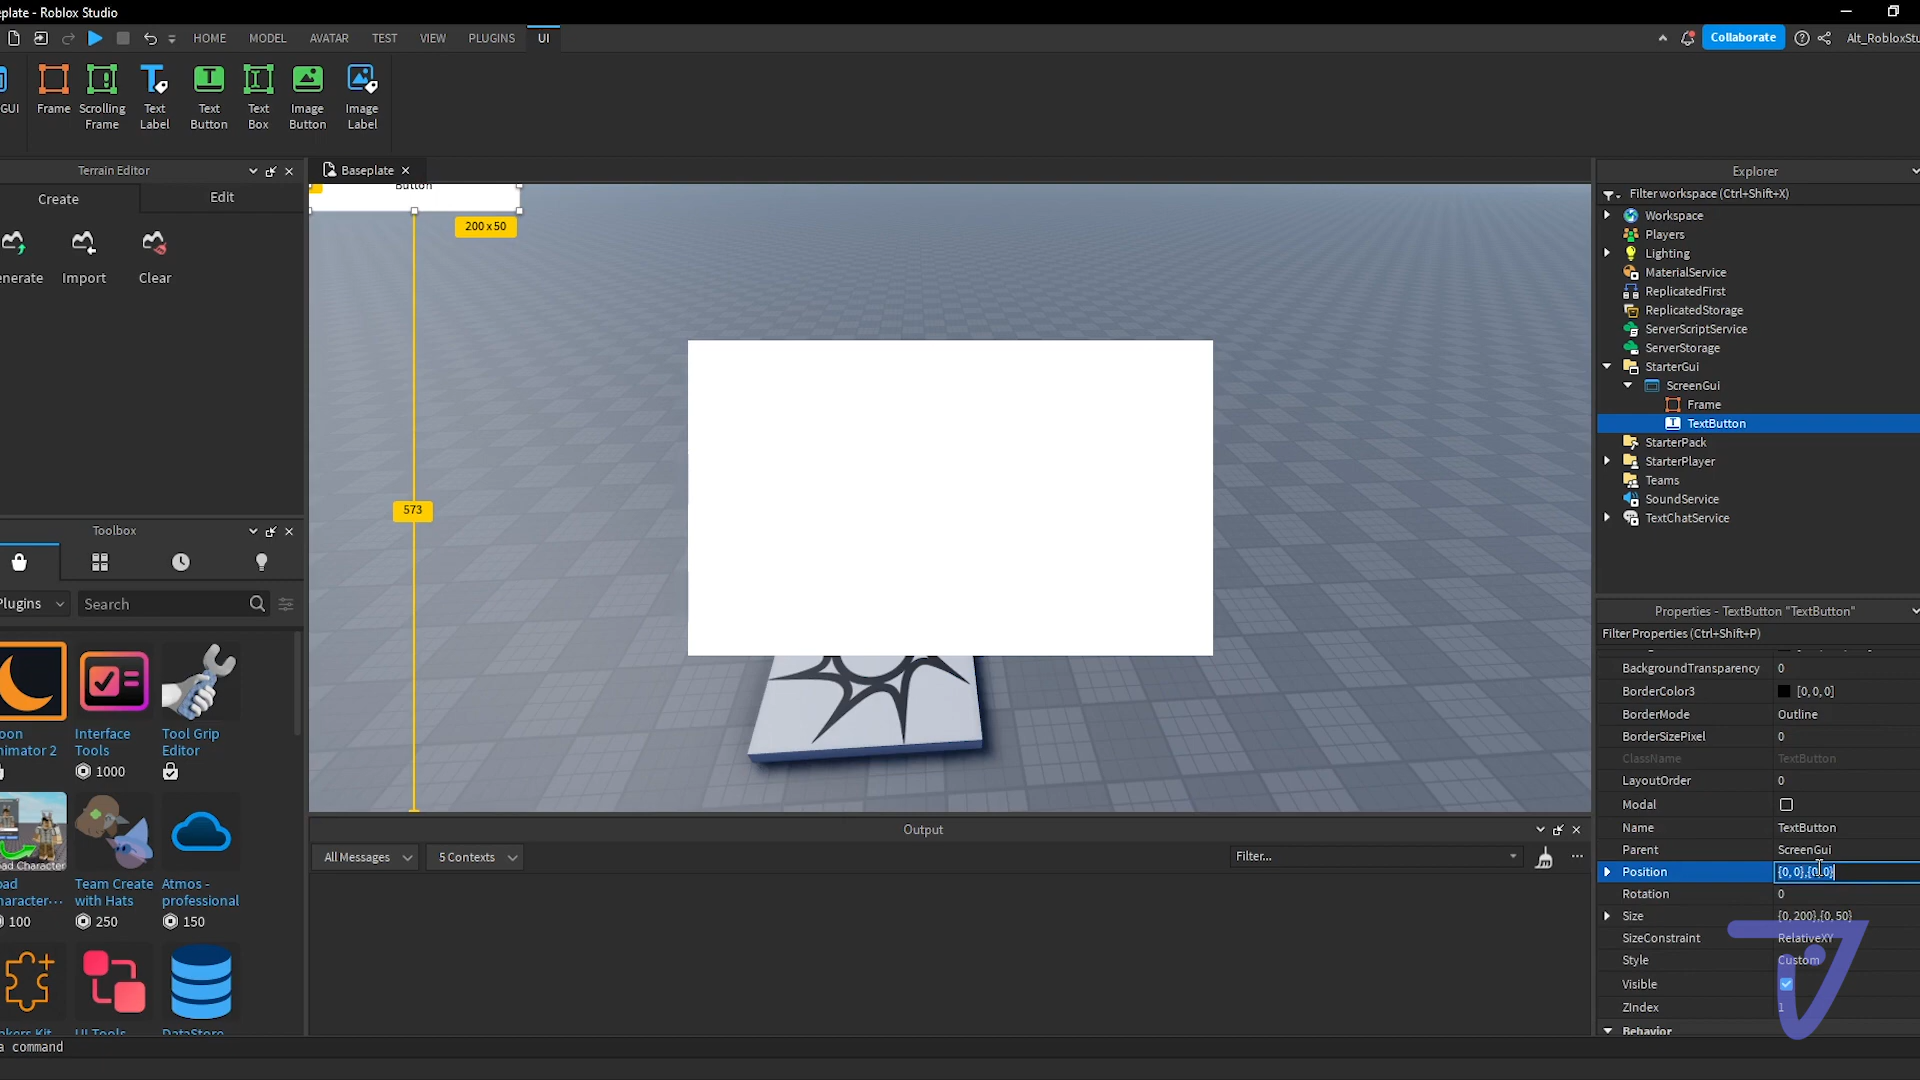 eplate - Roblox Studio
HOME
MODEL
AVATAR
TEST
VIEW
PLUGINS
UI
Collaborate
Alt_RobloxStu
GUI
Frame
Scrolling
Frame
Text
Label
Text
Button
Text
Box
Image
Button
Image
Label
Terrain Editor
Create
Edit
enerate
Import
Clear
Baseplate
Button
200 x 50
573
Explorer
Filter workspace (Ctrl+Shift+X)
Workspace
Players
Lighting
MaterialService
ReplicatedFirst
ReplicatedStorage
ServerScriptService
ServerStorage
StarterGui
ScreenGui
Frame
TextButton
StarterPack
StarterPlayer
Teams
SoundService
TextChatService
Toolbox
Plugins
Search
oon
nimator 2
Interface
Tools
1000
Tool Grip
Editor
oad Character
oad
haracter...
100
Team Create
with Hats
250
Atmos -
professional
150
UI Tools
DataStore
Output
All Messages
5 Contexts
Filter...
a command
Properties - TextButton "TextButton"
Filter Properties (Ctrl+Shift+P)
BackgroundTransparency 0
BorderColor3 [0, 0, 0]
BorderMode Outline
BorderSizePixel 0
ClassName TextButton
LayoutOrder 0
Modal
Name TextButton
Parent ScreenGui
Position {0, 0},{0, 0}
Rotation 0
Size {0, 200},{0, 50}
SizeConstraint RelativeXY
Style Custom
Visible
ZIndex 1
Behavior